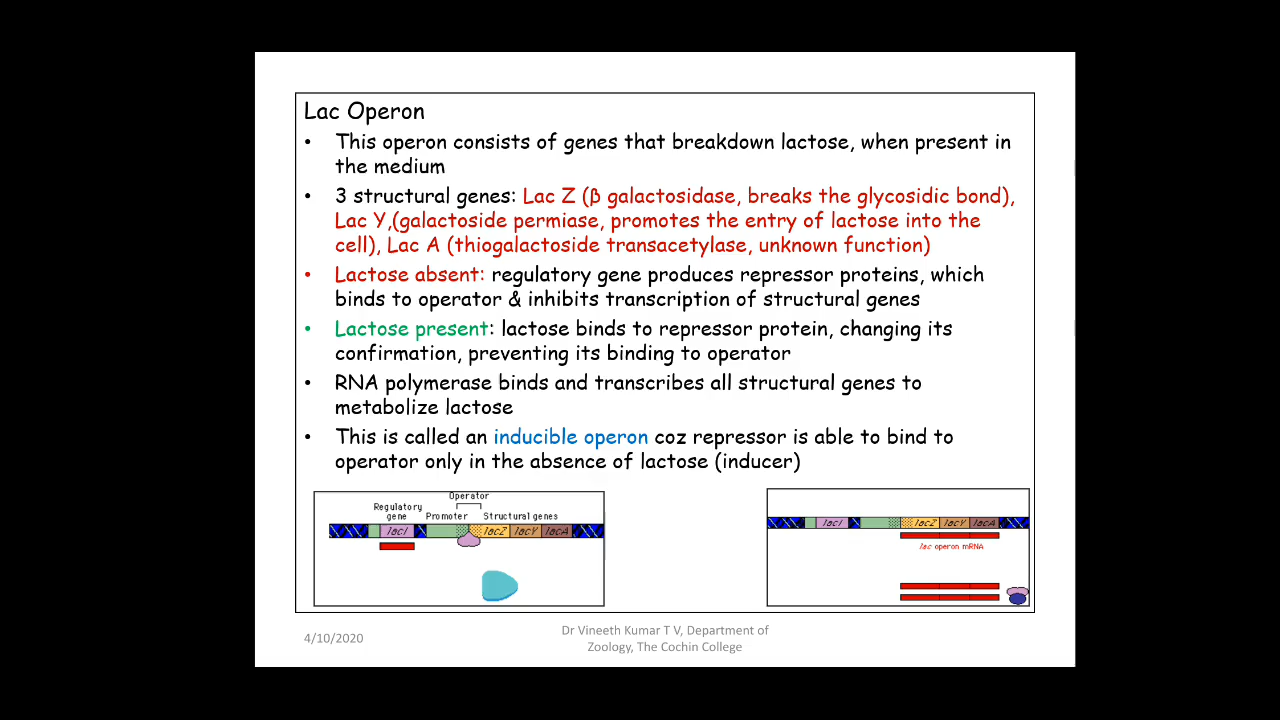 Lac Operon
• This operon consists of genes that breakdown lactose, when present in
the medium
• 3 structural genes: Lac Z (β galactosidase, breaks the glycosidic bond),
Lac Y,(galactoside permiase, promotes the entry of lactose into the
cell), Lac A (thiogalactoside transacetylase, unknown function)
• Lactose absent: regulatory gene produces repressor proteins, which
binds to operator & inhibits transcription of structural genes
• Lactose present: lactose binds to repressor protein, changing its
confirmation, preventing its binding to operator
• RNA polymerase binds and transcribes all structural genes to
metabolize lactose
• This is called an inducible operon coz repressor is able to bind to
operator only in the absence of lactose (inducer)
Operator
Regulatory
gene
Promoter
Structural genes
lacI
lacZ
lacY
lacA
lacI
lacZ
lacY
lacA
lac operon mRNA
4/10/2020
Dr Vineeth Kumar T V, Department of
Zoology, The Cochin College